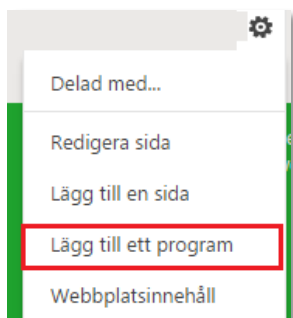 Delad med...
Redigera sida
Lägg till en sida
Lägg till ett program
Webbplatsinnehåll